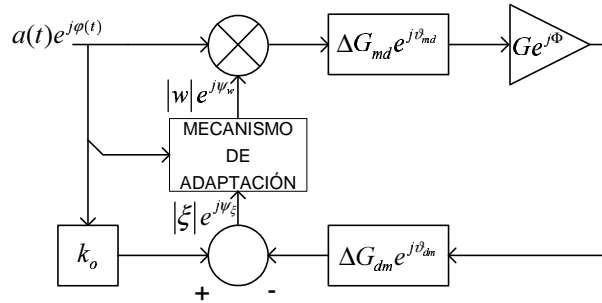 a(t)e^{jφ(t)}
ΔG_{md}e^{jϑ_{md}}
Ge^{jΦ}
|w|e^{jψ_w}
MECANISMO
DE
ADAPTACIÓN
|ξ|e^{jψ_ξ}
k_o
+
-
ΔG_{dm}e^{jϑ_{dm}}